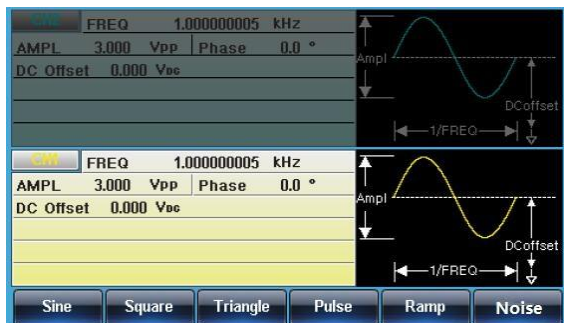 CH2 FREQ 1.000000005 kHz
AMPL 3.000 Vpp Phase 0.0 °
DC Offset 0.000 VDC
Ampl
DCoffset
1/FREQ
CH1 FREQ 1.000000005 kHz
AMPL 3.000 Vpp Phase 0.0 °
DC Offset 0.000 VDC
Ampl
DCoffset
1/FREQ
Sine Square Triangle Pulse Ramp Noise